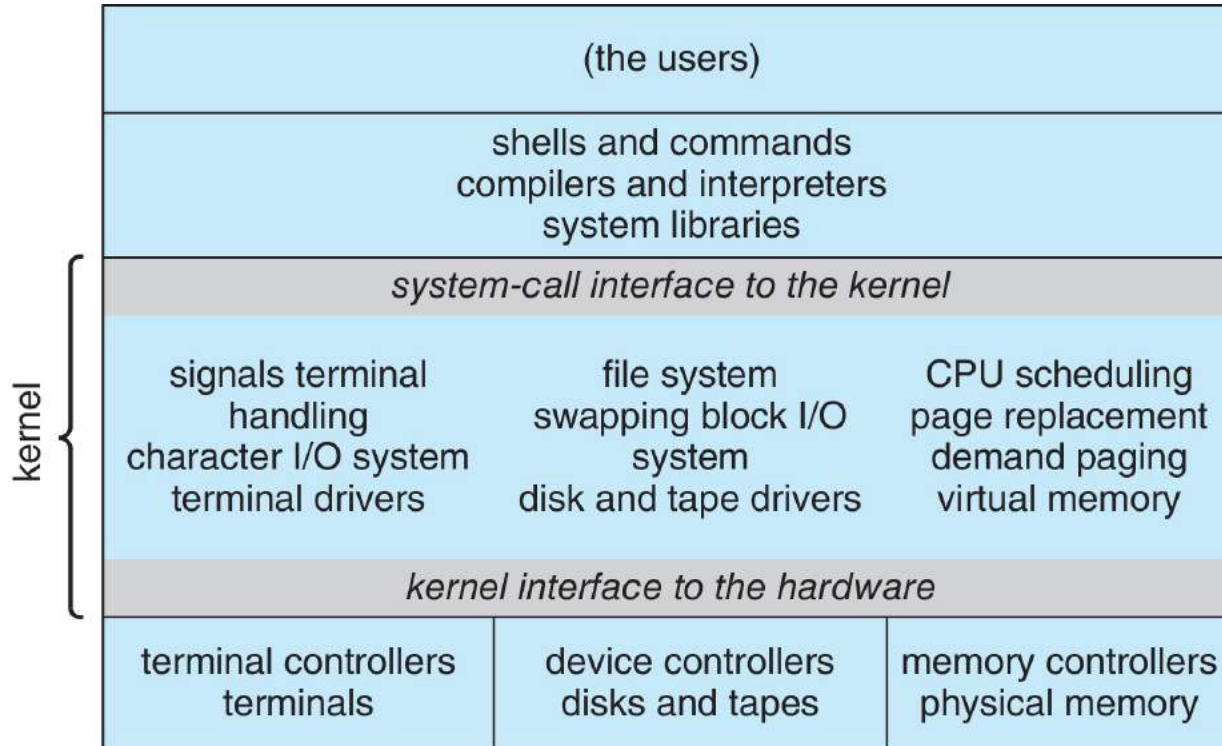 (the users)
shells and commands
compilers and interpreters
system libraries
system-call interface to the kernel
kernel
signals terminal
handling
character I/O system
terminal drivers
file system
swapping block I/O
system
disk and tape drivers
CPU scheduling
page replacement
demand paging
virtual memory
kernel interface to the hardware
terminal controllers
terminals
device controllers
disks and tapes
memory controllers
physical memory